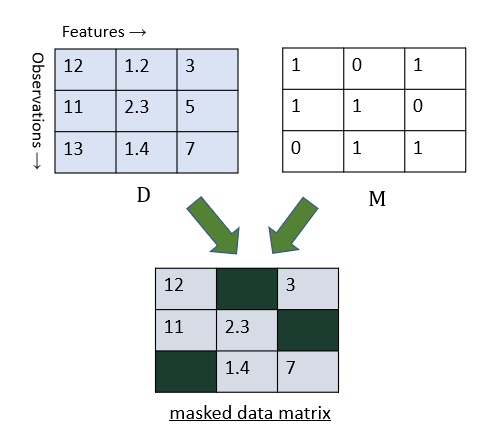 Features →
Observations →
12 1.2 3
11 2.3 5
13 1.4 7
D
1 0 1
1 1 0
0 1 1
M
12 3
11 2.3
1.4 7
masked data matrix